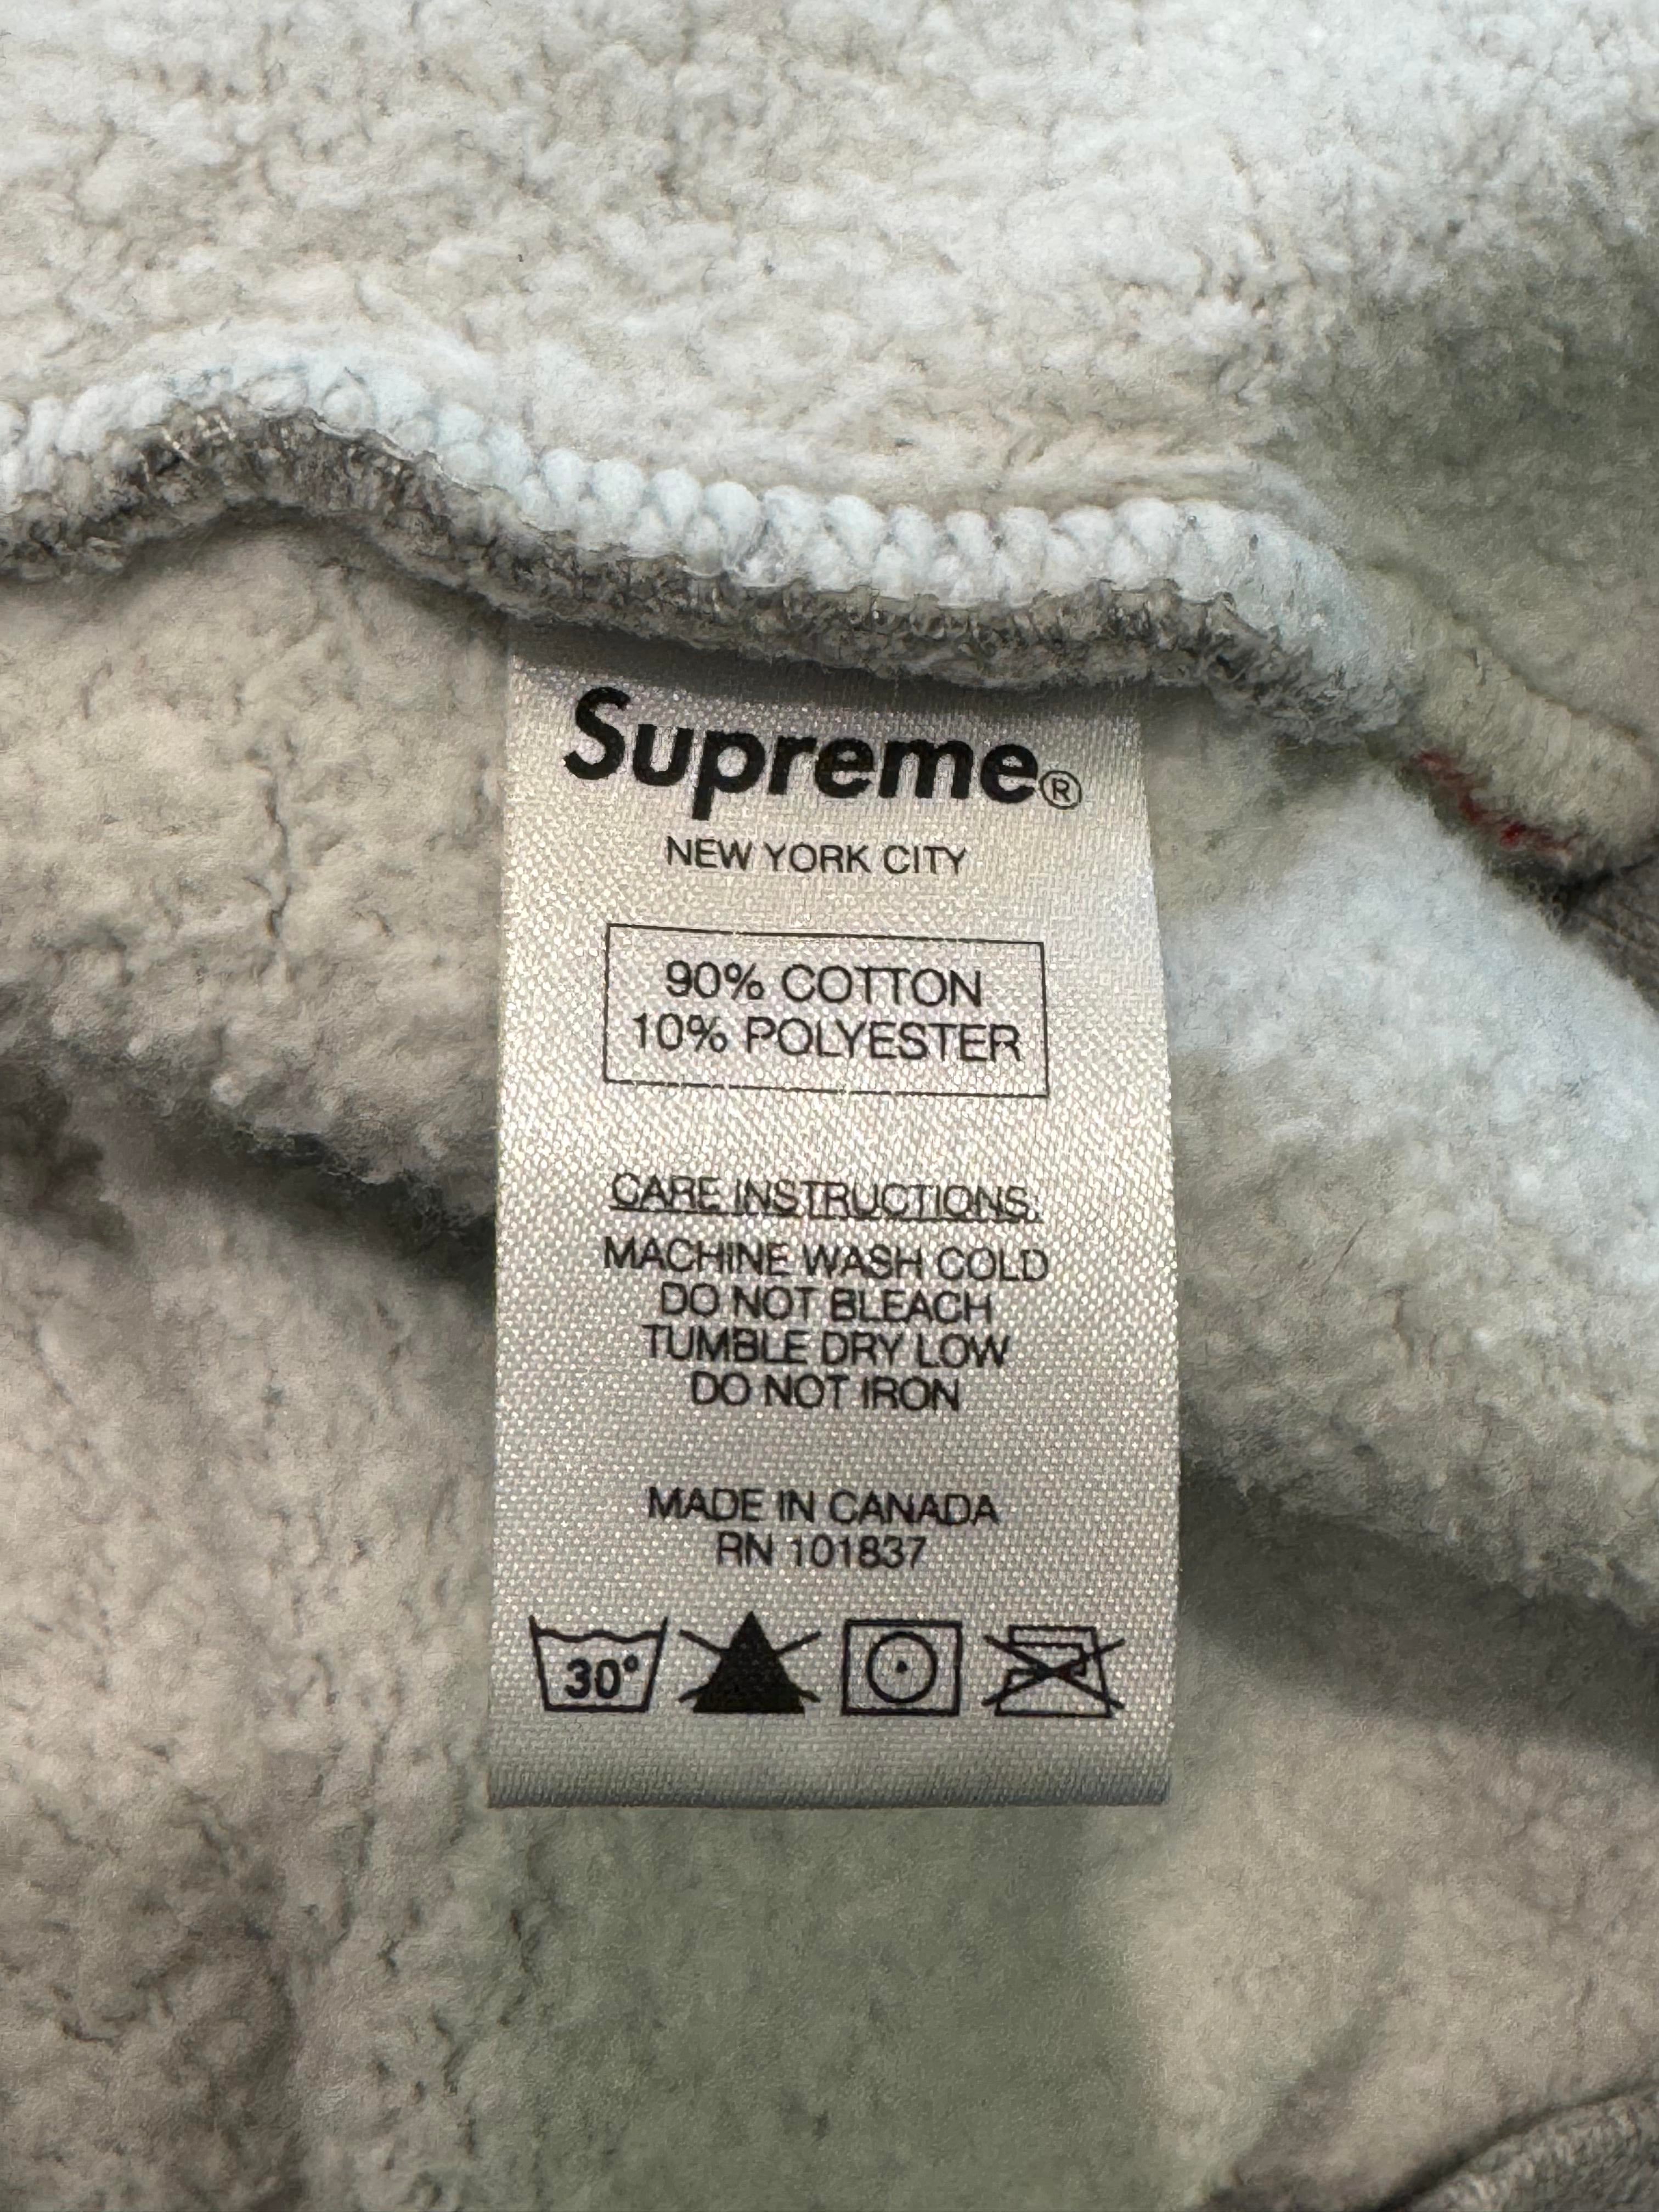 Supreme®
NEW YORK CITY
90% COTTON
10% POLYESTER
CARE INSTRUCTIONS:
MACHINE WASH COLD
DO NOT BLEACH
TUMBLE DRY LOW
DO NOT IRON
MADE IN CANADA
RN 101837
30°